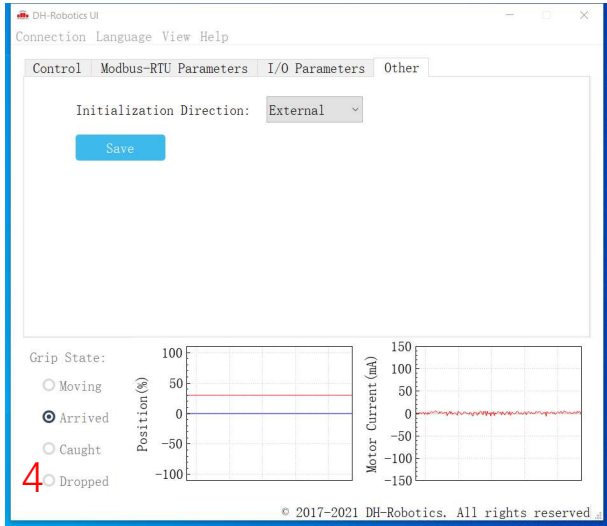 DH-Robotics UI
Connection Language View Help
Control Modbus-RTU Parameters I/O Parameters Other
Initialization Direction: External
Save
Grip State:
Moving
Arrived
Caught
4 Dropped
Position(%)
100
50
0
-50
-100
Motor Current(mA)
150
100
50
0
-50
-100
-150
© 2017-2021 DH-Robotics. All rights reserved